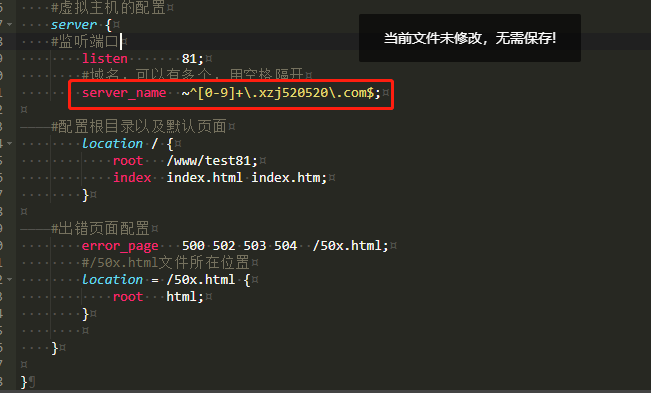 #虚拟主机的配置
server {
当前文件未修改，无需保存!
#监听端口
listen 81;
#域名，可以有多个，用空格隔开
server_name ~^[0-9]+\.xzj520520\.com$;
#配置根目录以及默认页面
location / {
root /www/test81;
index index.html index.htm;
}
#出错页面配置
error_page 500 502 503 504 /50x.html;
#/50x.html文件所在位置
location = /50x.html {
root html;
}
}
}